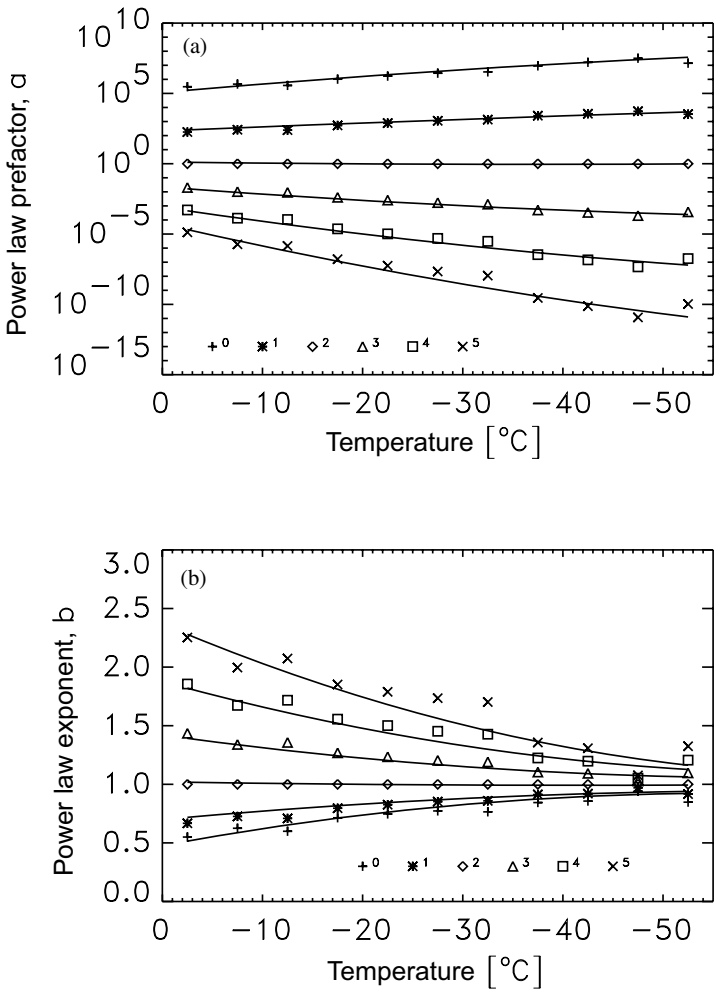 (a)
Power law prefactor, a
10^10
10^5
10^0
10^-5
10^-10
10^-15
0 1 2 3 4 5
0 −10 −20 −30 −40 −50
Temperature [°C]
(b)
Power law exponent, b
3.0
2.5
2.0
1.5
1.0
0.5
0.0
0 1 2 3 4 5
0 −10 −20 −30 −40 −50
Temperature [°C]